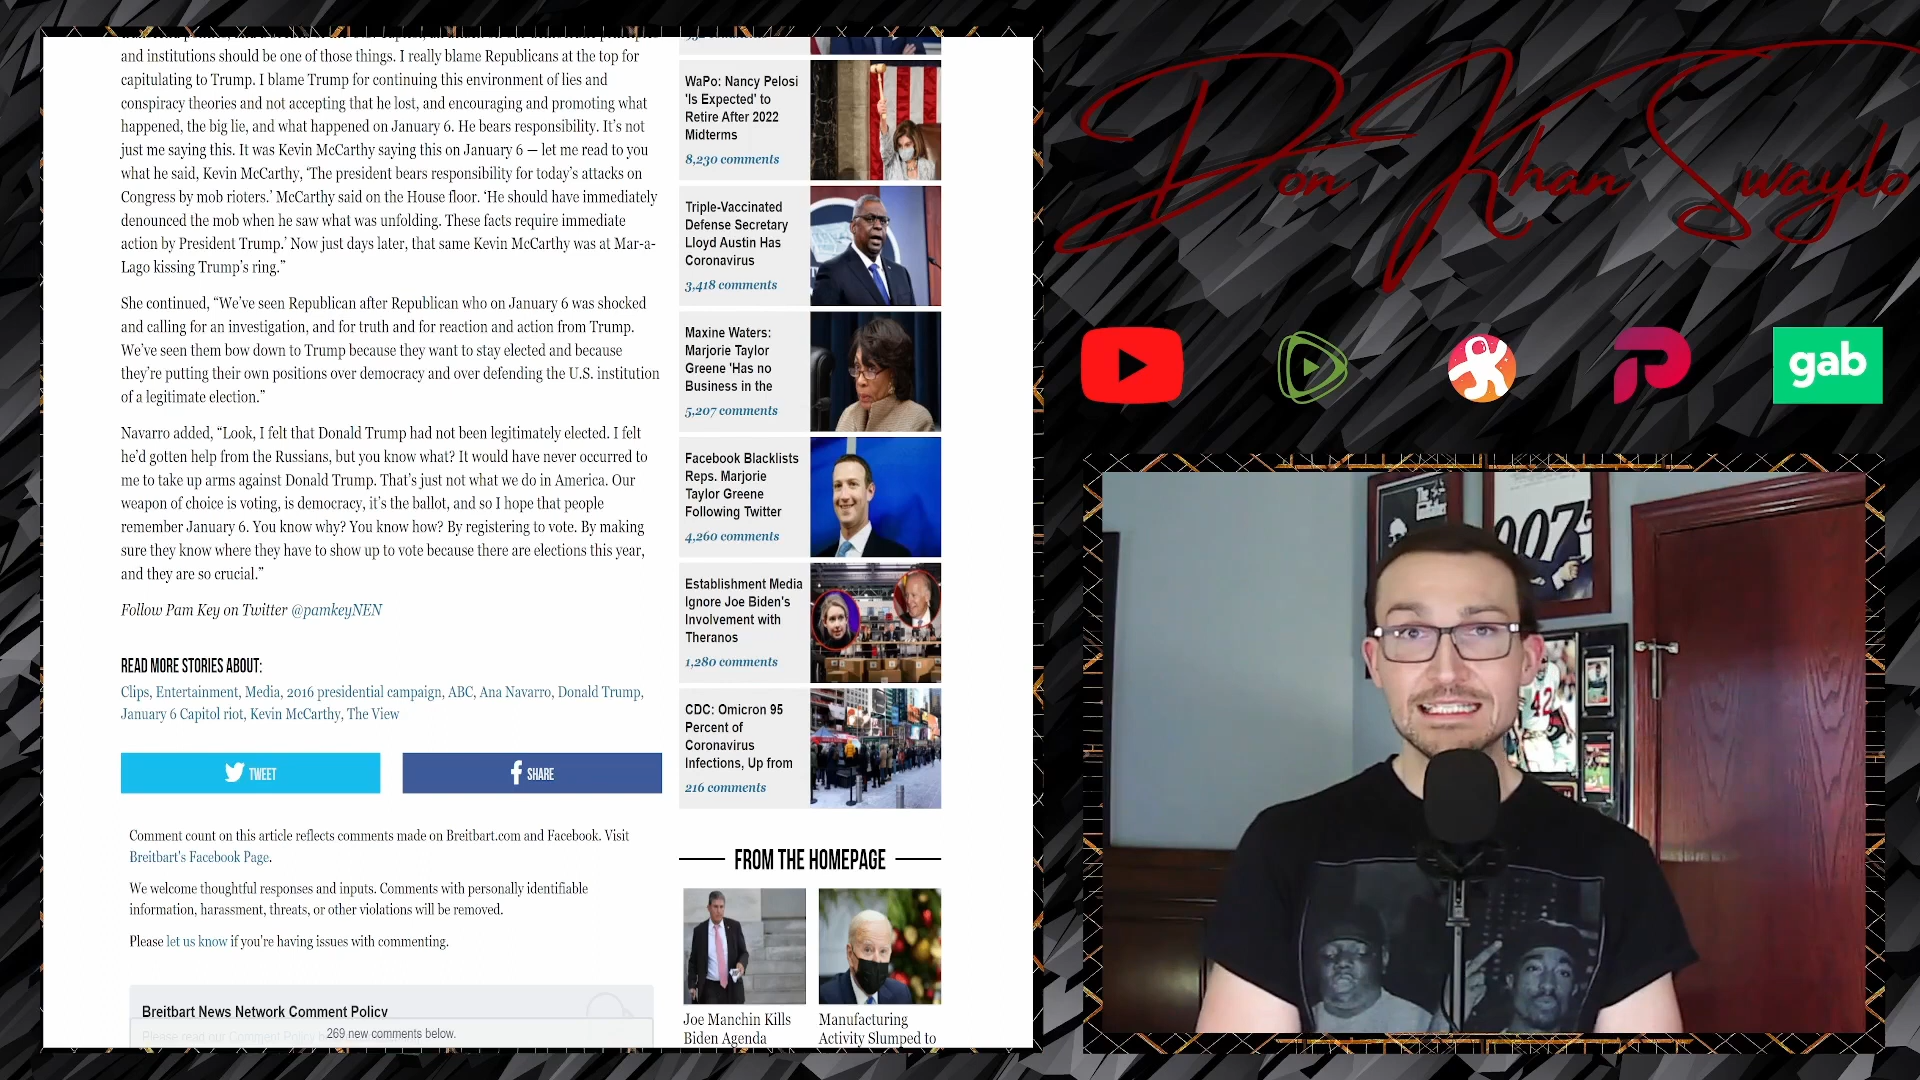 and institutions should be one of those things. I really blame Republicans at the top for
capitulating to Trump. I blame Trump for continuing this environment of lies and
conspiracy theories and not accepting that he lost, and encouraging and promoting what
happened, the big lie, and what happened on January 6. He bears responsibility. It's not
just me saying this. It was Kevin McCarthy saying this on January 6 — let me read to you
what he said, Kevin McCarthy, 'The president bears responsibility for today's attacks on
Congress by mob rioters.' McCarthy said on the House floor. 'He should have immediately
denounced the mob when he saw what was unfolding. These facts require immediate
action by President Trump.' Now just days later, that same Kevin McCarthy was at Mar-a-
Lago kissing Trump's ring.”
She continued, “We've seen Republican after Republican who on January 6 was shocked
and calling for an investigation, and for truth and for reaction and action from Trump.
We've seen them bow down to Trump because they want to stay elected and because
they're putting their own positions over democracy and over defending the U.S. institution
of a legitimate election.”
Navarro added, “Look, I felt that Donald Trump had not been legitimately elected. I felt
he'd gotten help from the Russians, but you know what? It would have never occurred to
me to take up arms against Donald Trump. That's just not what we do in America. Our
weapon of choice is voting, is democracy, it's the ballot, and so I hope that people
remember January 6. You know why? You know how? By registering to vote. By making
sure they know where they have to show up to vote because there are elections this year,
and they are so crucial.”
Follow Pam Key on Twitter @pamkeyNEN
READ MORE STORIES ABOUT:
Clips, Entertainment, Media, 2016 presidential campaign, ABC, Ana Navarro, Donald Trump,
January 6 Capitol riot, Kevin McCarthy, The View
TWEET
SHARE
Comment count on this article reflects comments made on Breitbart.com and Facebook. Visit
Breitbart's Facebook Page.
We welcome thoughtful responses and inputs. Comments with personally identifiable
information, harassment, threats, or other violations will be removed.
Please let us know if you're having issues with commenting.
Breitbart News Network Comment Policy
Please read our Comment Policy
269 new comments below.
WaPo: Nancy Pelosi
'Is Expected' to
Retire After 2022
Midterms
8,230 comments
Triple-Vaccinated
Defense Secretary
Lloyd Austin Has
Coronavirus
3,418 comments
Maxine Waters:
Marjorie Taylor
Greene 'Has no
Business in the
5,207 comments
Facebook Blacklists
Reps. Marjorie
Taylor Greene
Following Twitter
4,260 comments
Establishment Media
Ignore Joe Biden's
Involvement with
Theranos
1,280 comments
CDC: Omicron 95
Percent of
Coronavirus
Infections, Up from
216 comments
FROM THE HOMEPAGE
Joe Manchin Kills
Biden Agenda
Manufacturing
Activity Slumped to
Don Khan Swaylo
gab
007
42